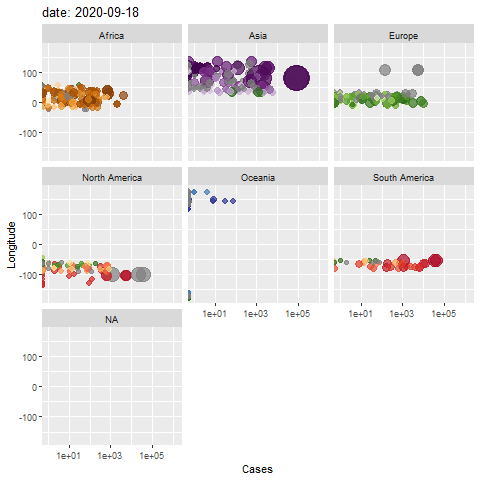 date: 2020-09-18
Africa
Asia
Europe
100
0
-100
North America
Oceania
South America
100
0
-100
1e+01 1e+03 1e+05
1e+01 1e+03 1e+05
NA
100
0
-100
1e+01 1e+03 1e+05
Longitude
Cases